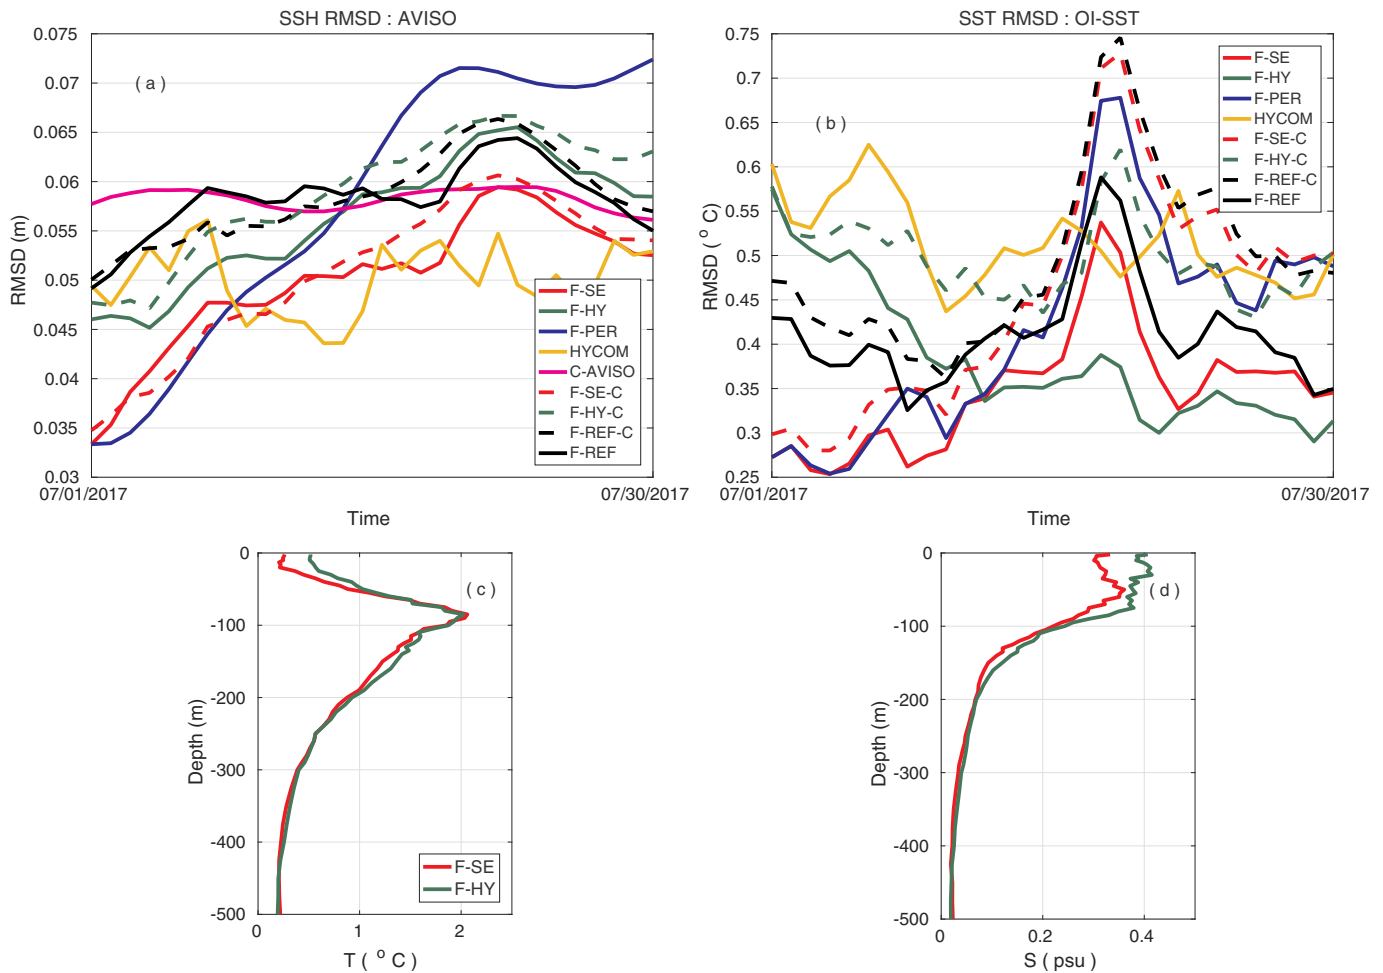 SSH RMSD : AVISO
0.075
0.07
0.065
0.06
0.055
0.05
0.045
0.04
0.035
0.03
RMSD (m)
( a )
F-SE
F-HY
F-PER
HYCOM
C-AVISO
F-SE-C
F-HY-C
F-REF-C
F-REF
07/01/2017
07/30/2017
Time
SST RMSD : OI-SST
0.75
0.7
0.65
0.6
0.55
0.5
0.45
0.4
0.35
0.3
0.25
RMSD ( ° C)
( b )
F-SE
F-HY
F-PER
HYCOM
F-SE-C
F-HY-C
F-REF-C
F-REF
07/01/2017
07/30/2017
Time
0
-100
-200
-300
-400
-500
Depth (m)
( c )
F-SE
F-HY
0
1
2
T ( ° C )
0
-100
-200
-300
-400
-500
Depth (m)
( d )
0
0.2
0.4
S ( psu )